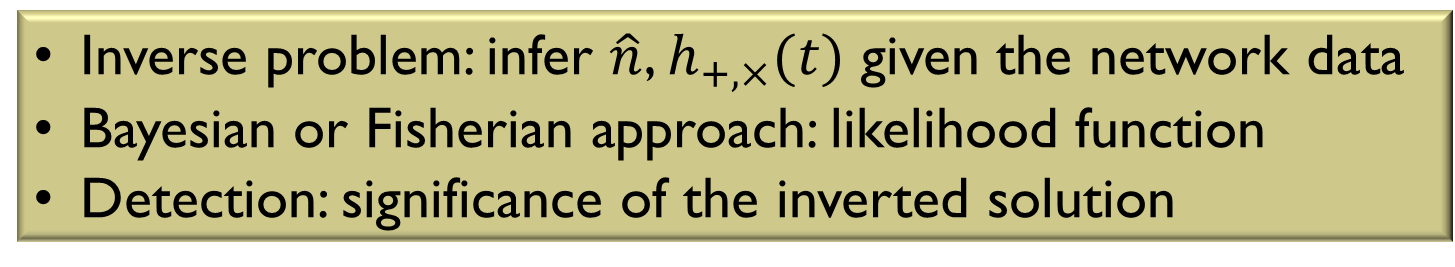 • Inverse problem: infer n̂, h₊,ₓ(t) given the network data
• Bayesian or Fisherian approach: likelihood function
• Detection: significance of the inverted solution